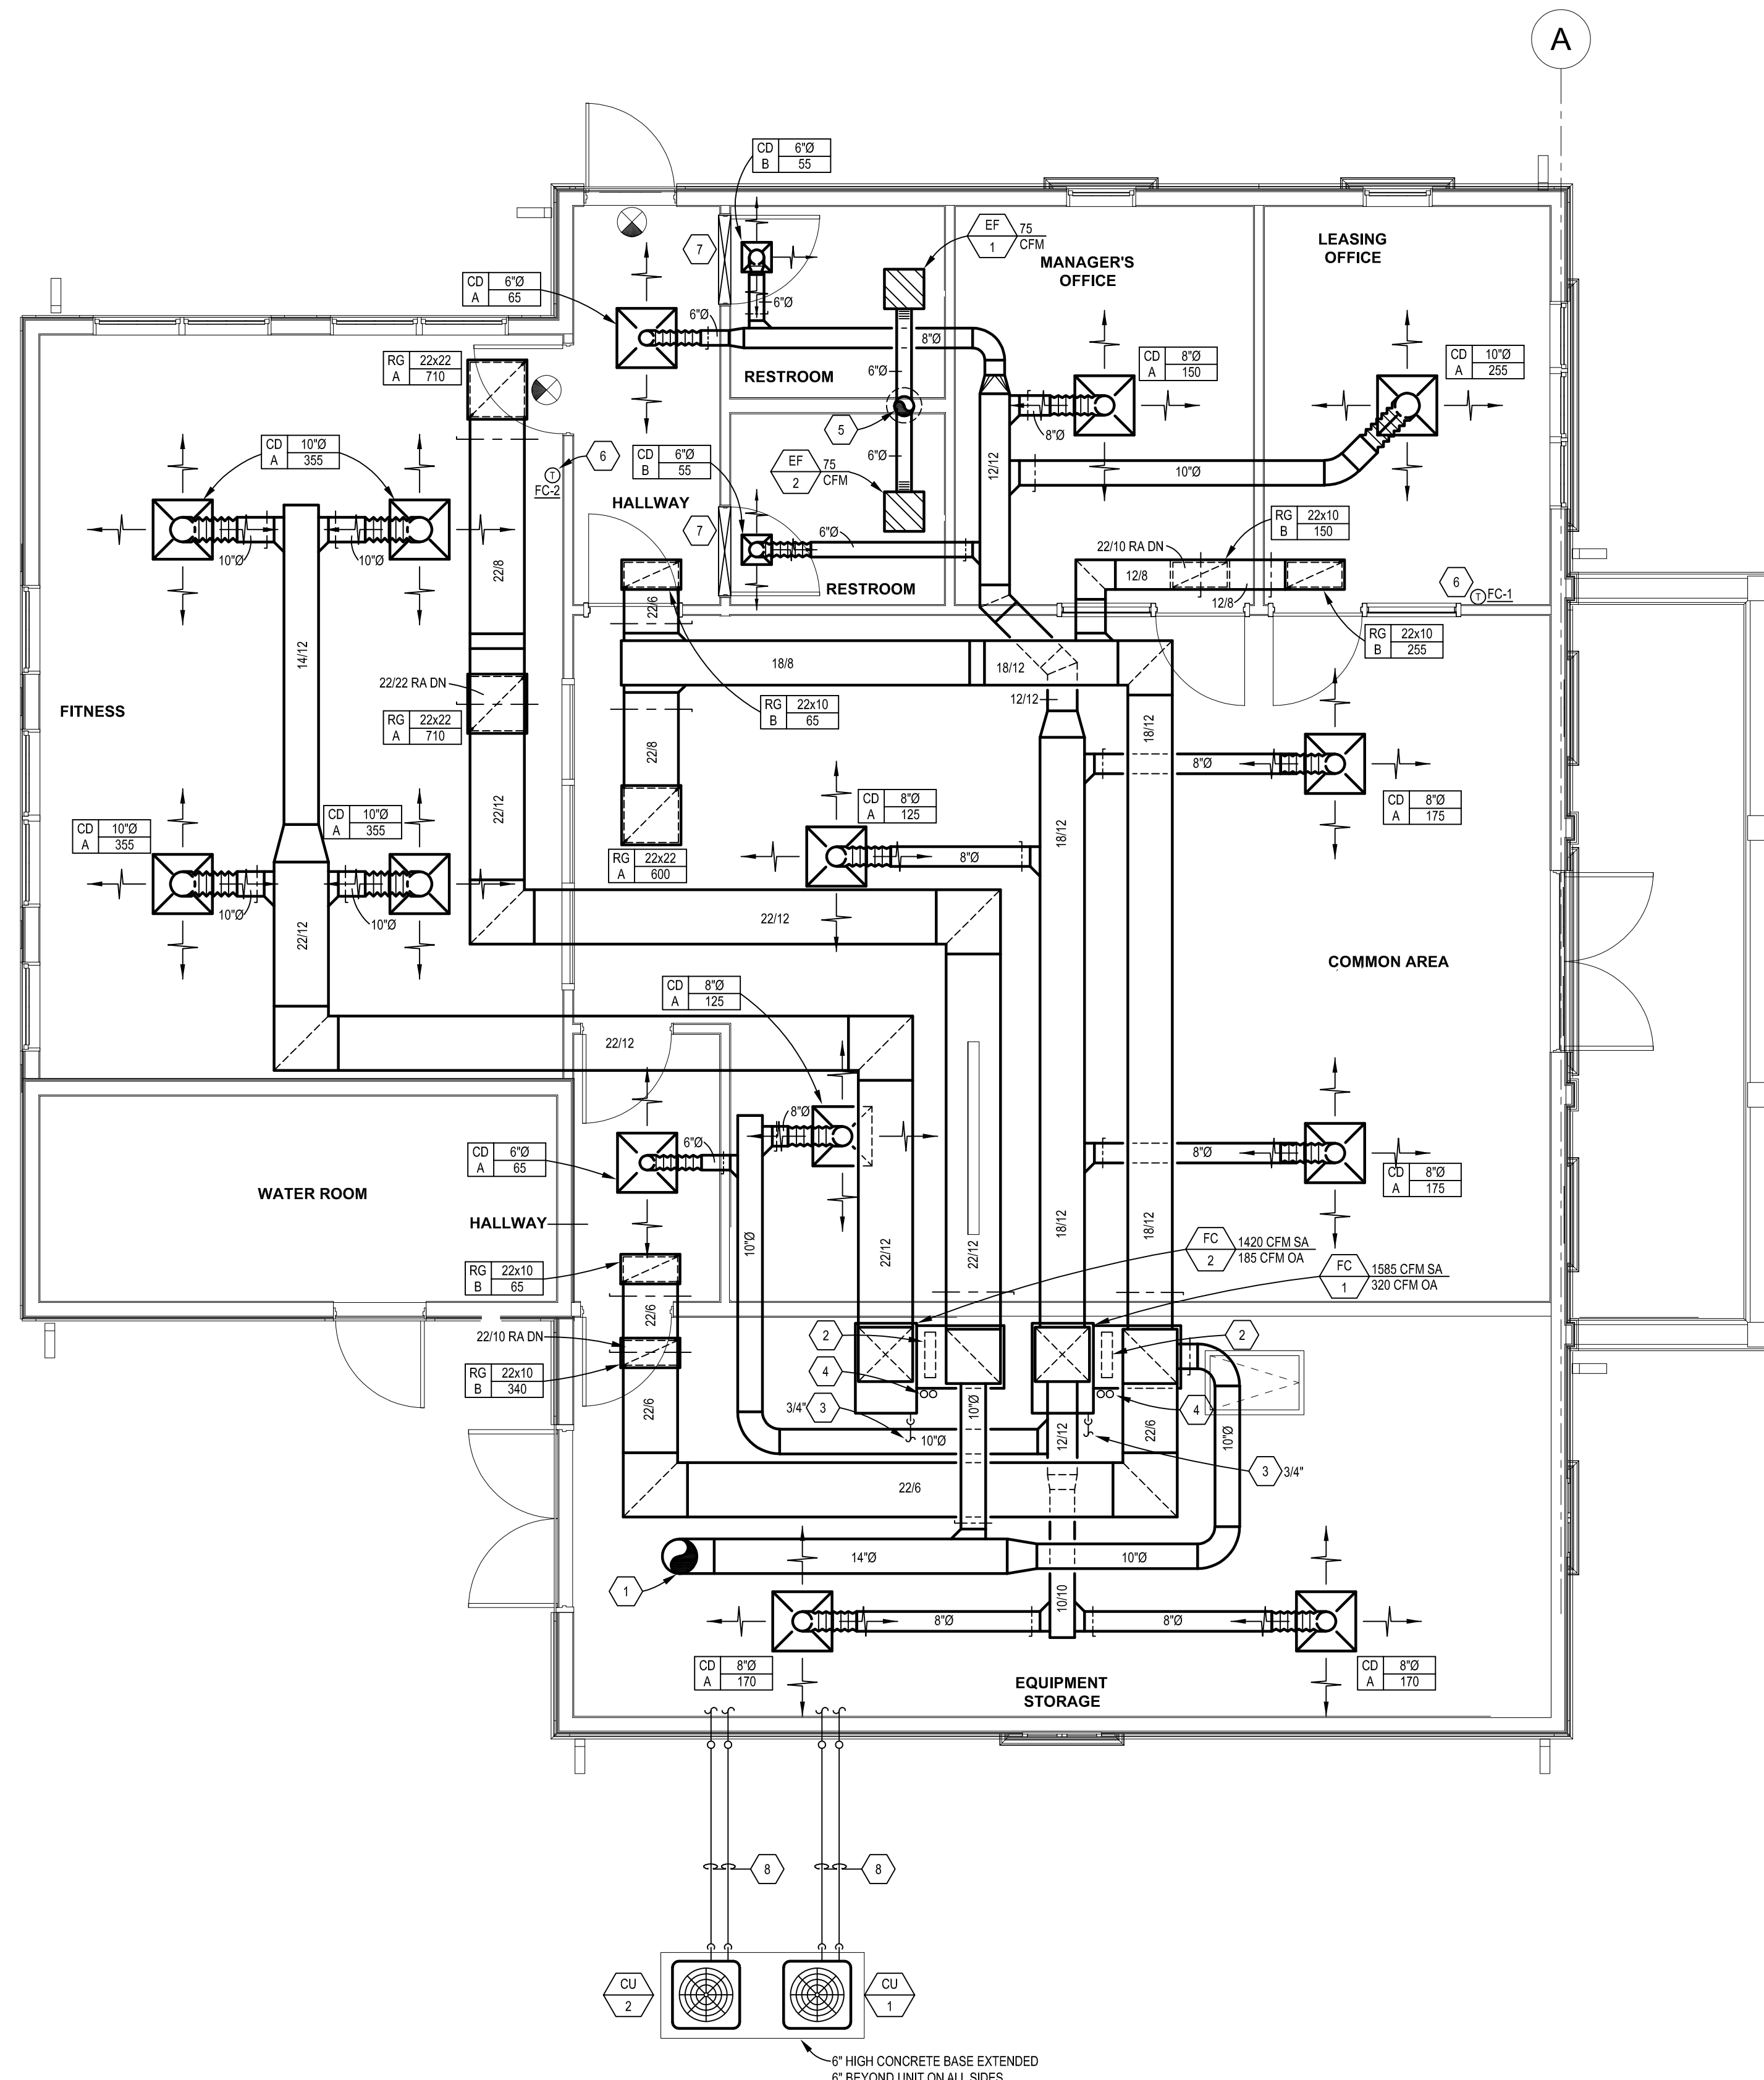 A
CD 6"Ø
B 55
EF 75
1 CFM
7
LEASING
OFFICE
MANAGER'S
OFFICE
CD 6"Ø
A 65
6"Ø
6"Ø
8"Ø
RG 22x22
A 710
RESTROOM
6"Ø
CD 8"Ø
A 150
CD 10"Ø
A 255
5
8"Ø
CD 10"Ø
A 355
6
T
FC-2
CD 6"Ø
B 55
EF 75
2 CFM
6"Ø
12/12
10"Ø
HALLWAY
7
6"Ø
RG 22x10
B 150
22/10 RA DN
10"Ø
10"Ø
22/8
12/8
12/8
6
T FC-1
RESTROOM
22/6
RG 22x10
B 255
14/12
18/8
18/12
22/22 RA DN
RG 22x10
B 65
12/12
18/12
FITNESS
RG 22x22
A 710
22/8
8"Ø
22/12
CD 8"Ø
A 125
CD 8"Ø
A 175
CD 10"Ø
A 355
CD 10"Ø
A 355
18/12
8"Ø
RG 22x22
A 600
10"Ø
10"Ø
22/12
22/12
COMMON AREA
CD 8"Ø
A 125
22/12
8"Ø
6"Ø
CD 6"Ø
A 65
8"Ø
CD 8"Ø
A 175
WATER ROOM
HALLWAY
10"Ø
22/12
22/12
18/12
18/12
FC 1420 CFM SA
2 185 CFM OA
FC 1585 CFM SA
1 320 CFM OA
RG 22x10
B 65
22/6
22/10 RA DN
2
2
RG 22x10
B 340
4
22/6
3/4" 3
10"Ø
10"Ø
12/12
22/6
4
10"Ø
3 3/4"
22/6
14"Ø
10"Ø
1
10/10
8"Ø
8"Ø
CD 8"Ø
A 170
CD 8"Ø
A 170
EQUIPMENT
STORAGE
8
8
CU
2
CU
1
6" HIGH CONCRETE BASE EXTENDED
6" BEYOND UNIT ON ALL SIDES